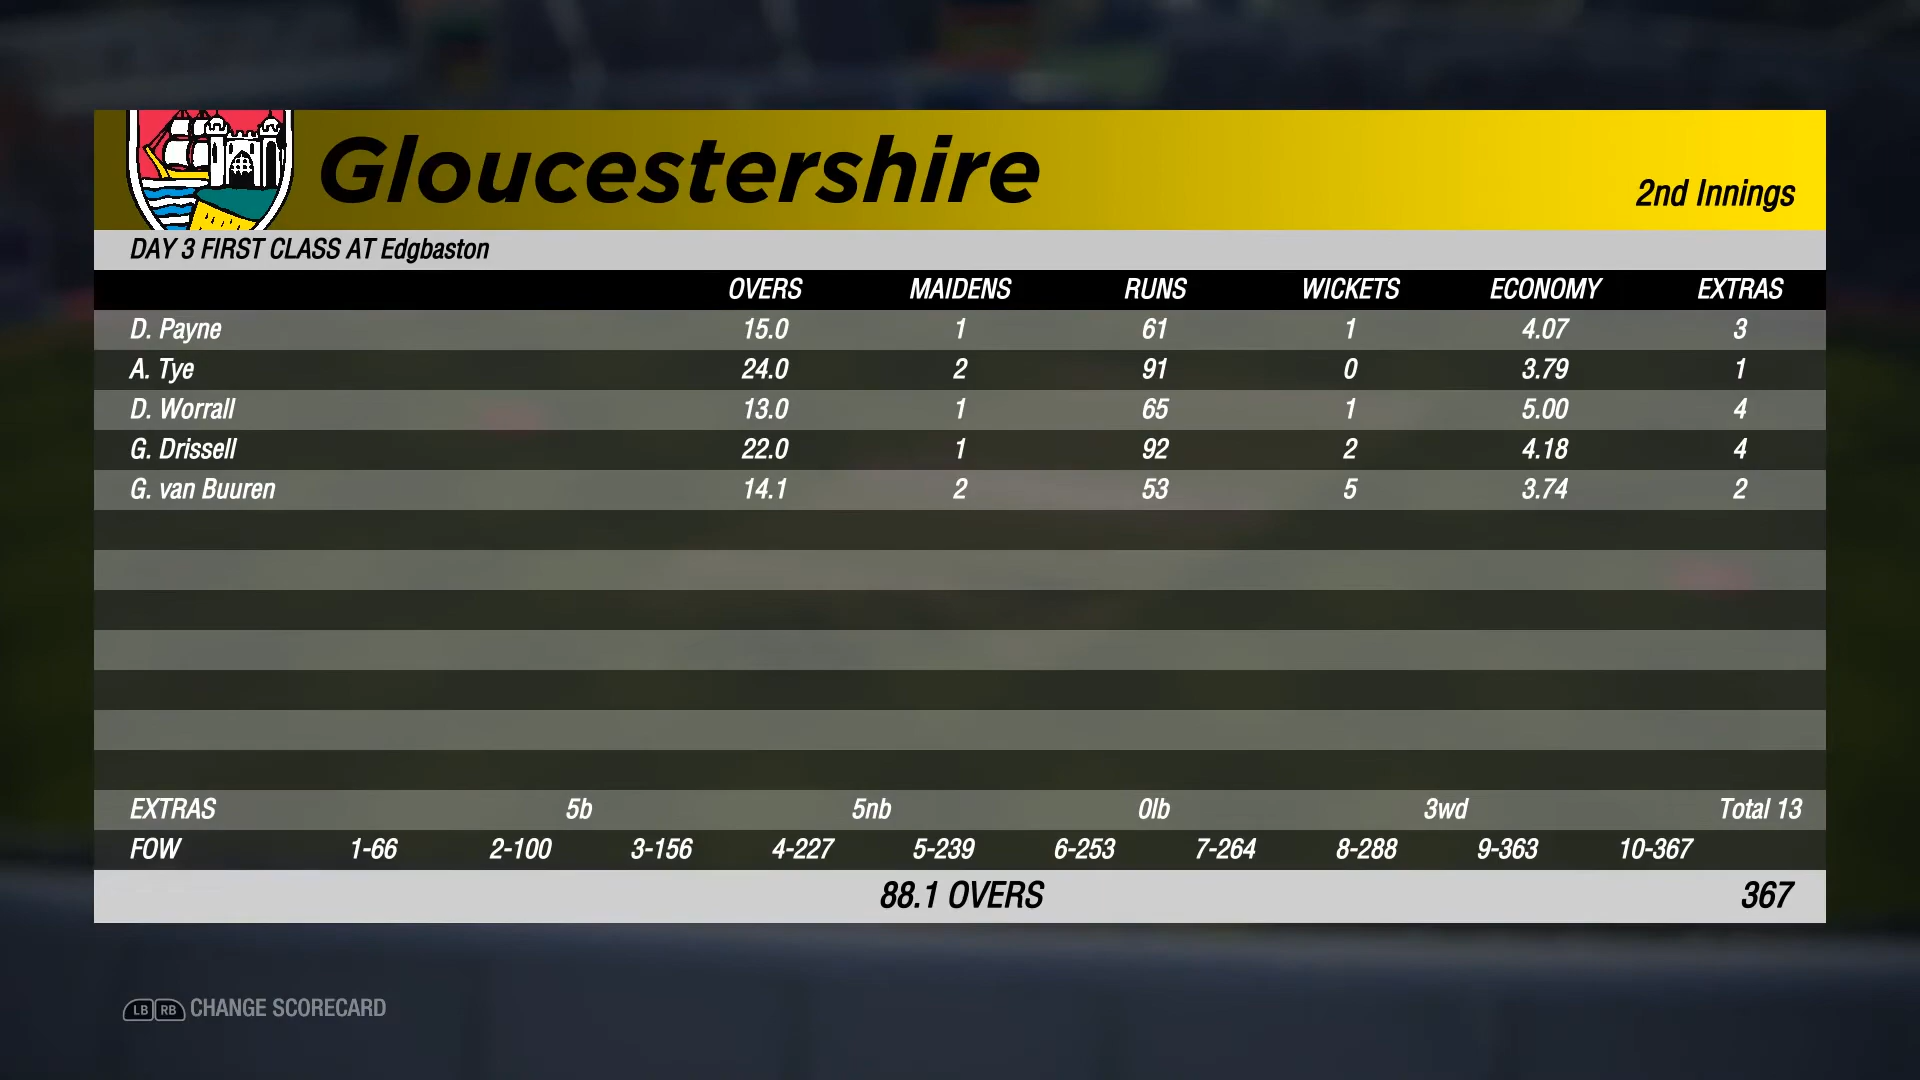 Gloucestershire
2nd Innings
DAY 3 FIRST CLASS AT Edgbaston
OVERS MAIDENS RUNS WICKETS ECONOMY EXTRAS
D. Payne 15.0 1 61 1 4.07 3
A. Tye 24.0 2 91 0 3.79 1
D. Worrall 13.0 1 65 1 5.00 4
G. Drissell 22.0 1 92 2 4.18 4
G. van Buuren 14.1 2 53 5 3.74 2
EXTRAS 5b 5nb 0lb 3wd Total 13
FOW 1-66 2-100 3-156 4-227 5-239 6-253 7-264 8-288 9-363 10-367
88.1 OVERS 367
LB RB CHANGE SCORECARD